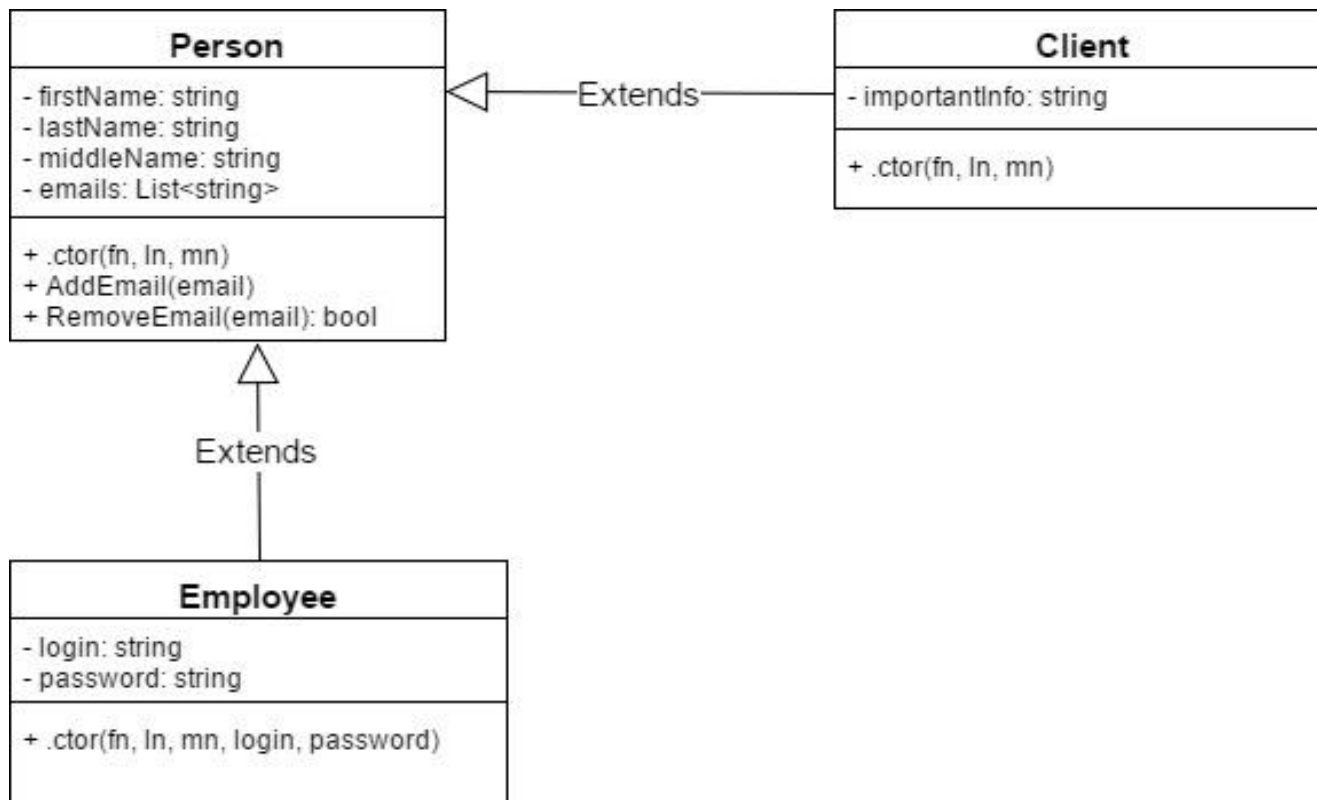 Person
- firstName: string
- lastName: string
- middleName: string
- emails: List<string>
+ .ctor(fn, ln, mn)
+ AddEmail(email)
+ RemoveEmail(email): bool
Extends
Client
- importantInfo: string
+ .ctor(fn, ln, mn)
Extends
Employee
- login: string
- password: string
+ .ctor(fn, ln, mn, login, password)